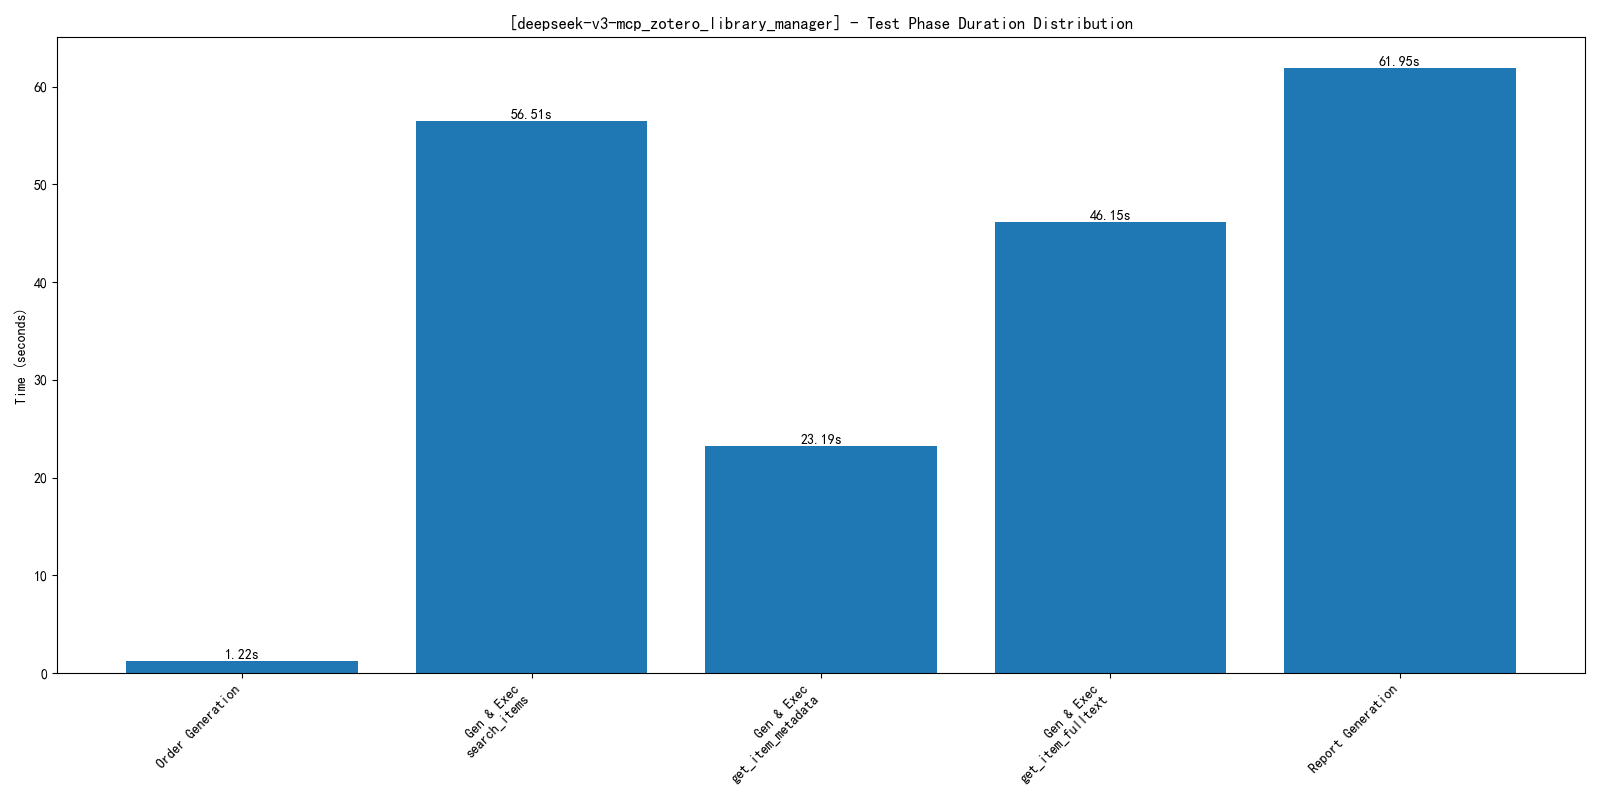 [deepseek-v3-mcp_zotero_library_manager] - Test Phase Duration Distribution
Time (seconds)
60
50
40
30
20
10
0
1.22s
56.51s
23.19s
46.15s
61.95s
Order Generation
Gen & Exec
search_items
Gen & Exec
get_item_metadata
Gen & Exec
get_item_fulltext
Report Generation